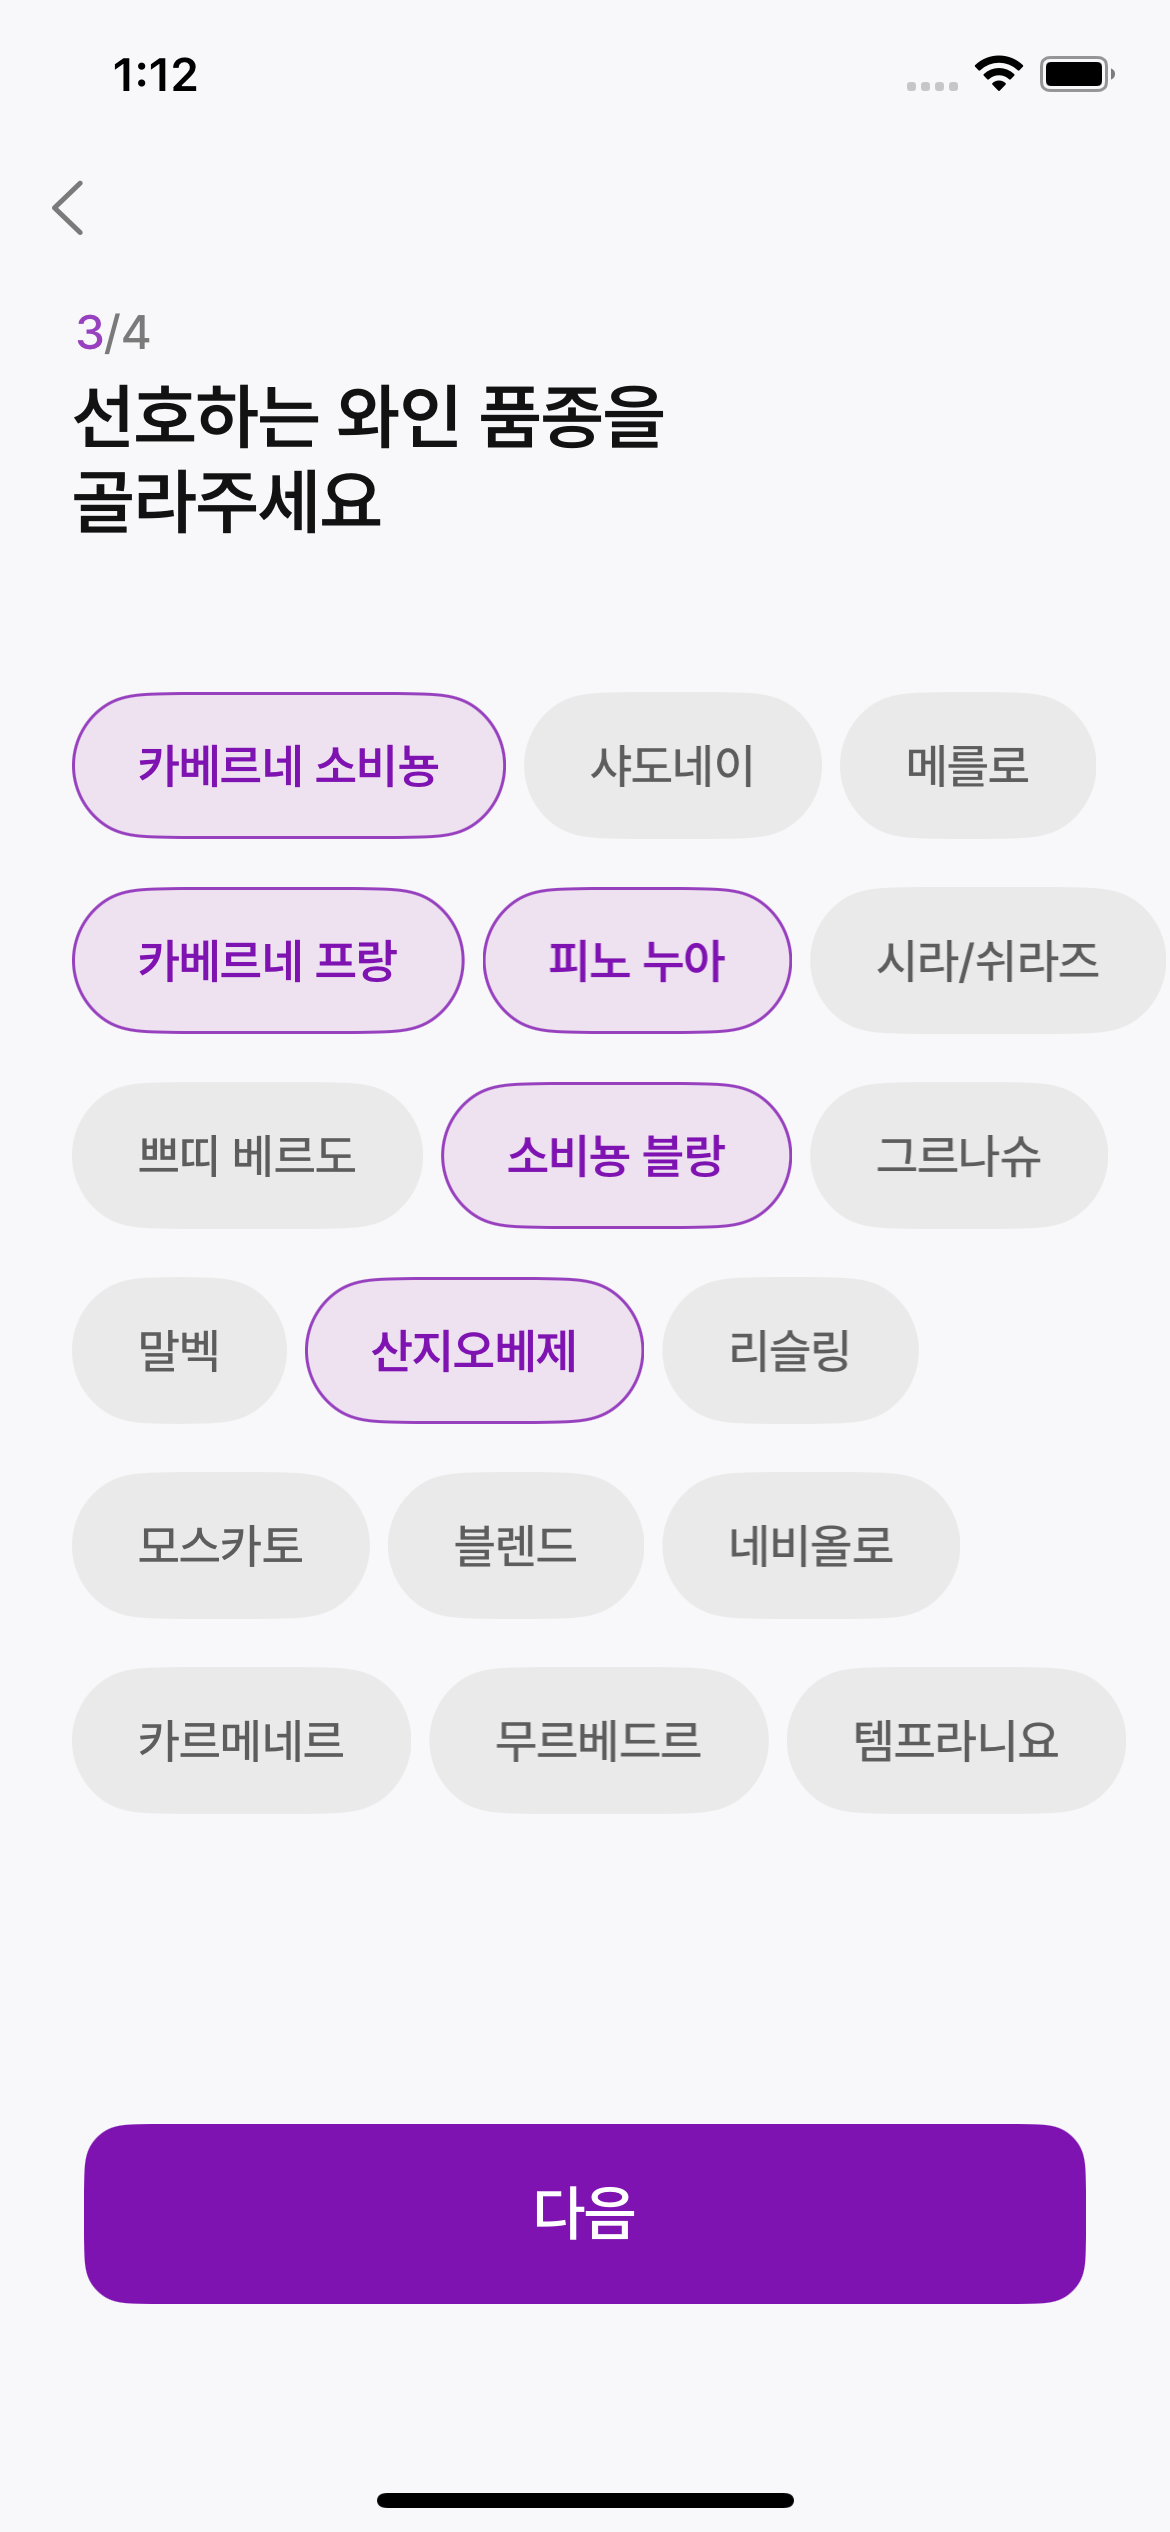 1:12
3/4
선호하는 와인 품종을
골라주세요
카베르네 소비뇽 샤도네이 메를로
카베르네 프랑 피노 누아 시라/쉬라즈
쁘띠 베르도 소비뇽 블랑 그르나슈
말벡 산지오베제 리슬링
모스카토 블렌드 네비올로
카르메네르 무르베드르 템프라니요
다음